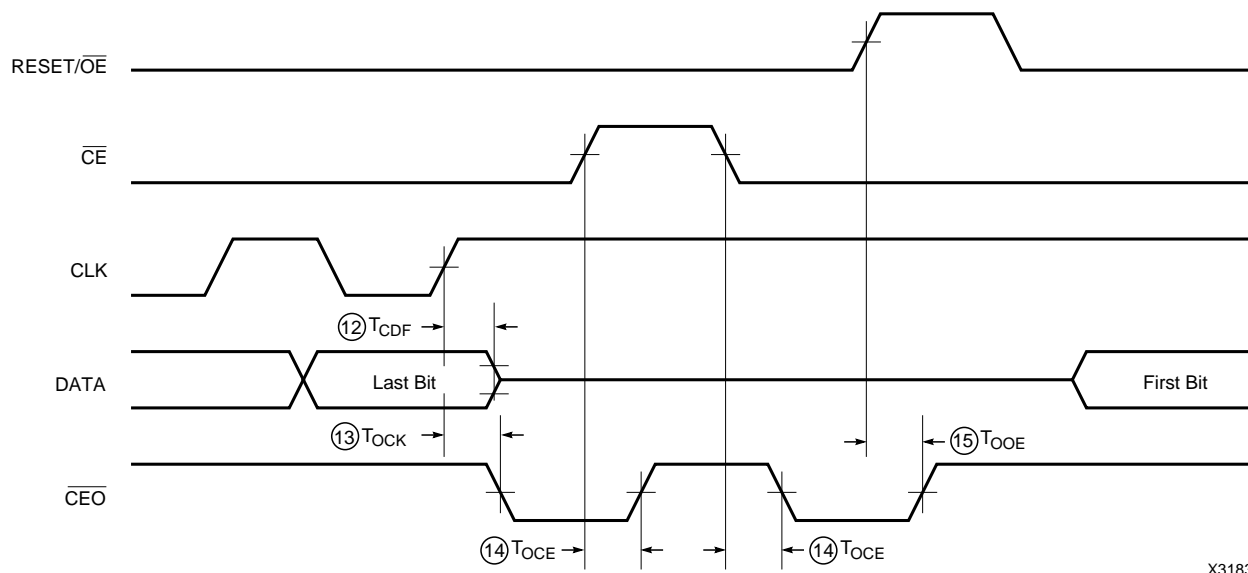 RESET/OE
CE
CLK
12 TCDF
DATA
Last Bit
First Bit
13 TOCK
15 TOOE
CEO
14 TOCE
14 TOCE
X3183